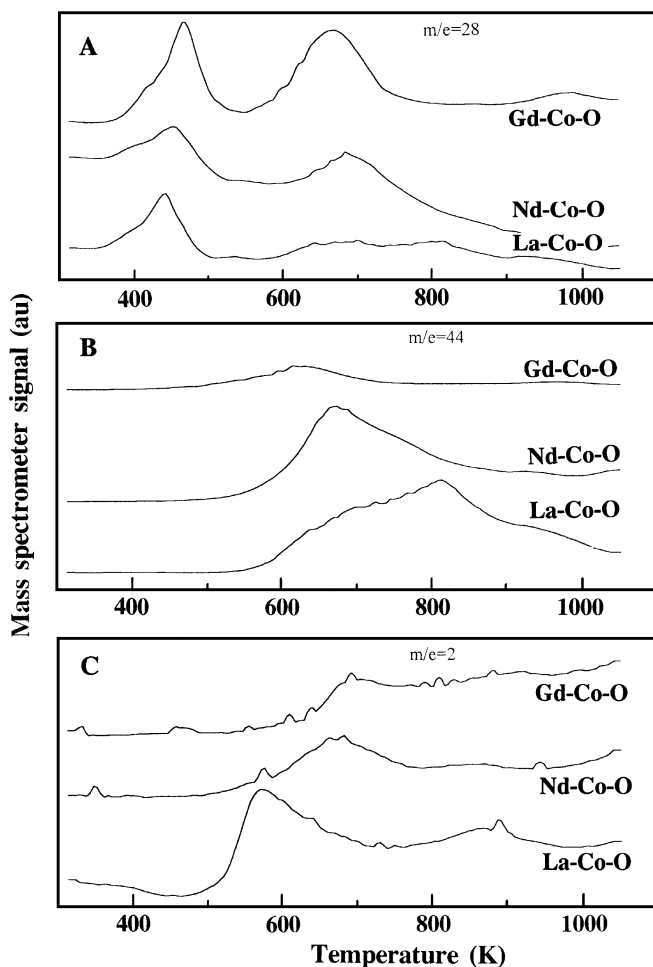 Mass spectrometer signal (au)
A
m/e=28
Gd-Co-O
Nd-Co-O
La-Co-O
400 600 800 1000
B
m/e=44
Gd-Co-O
Nd-Co-O
La-Co-O
400 600 800 1000
C
m/e=2
Gd-Co-O
Nd-Co-O
La-Co-O
400 600 800 1000
Temperature (K)